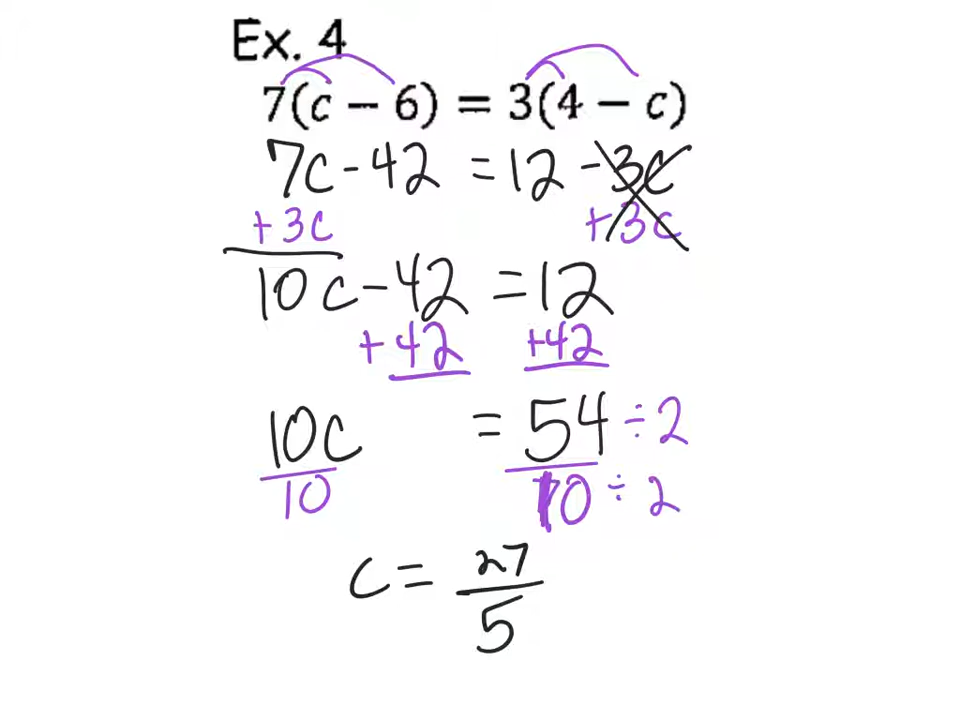 Ex. 4
7(c − 6) = 3(4 − c)
7c - 42 = 12 - 3c
+ 3c + 3c
10c - 42 = 12
+ 42 + 42
10c = 54 ÷ 2
10 10 ÷ 2
c = 27
5